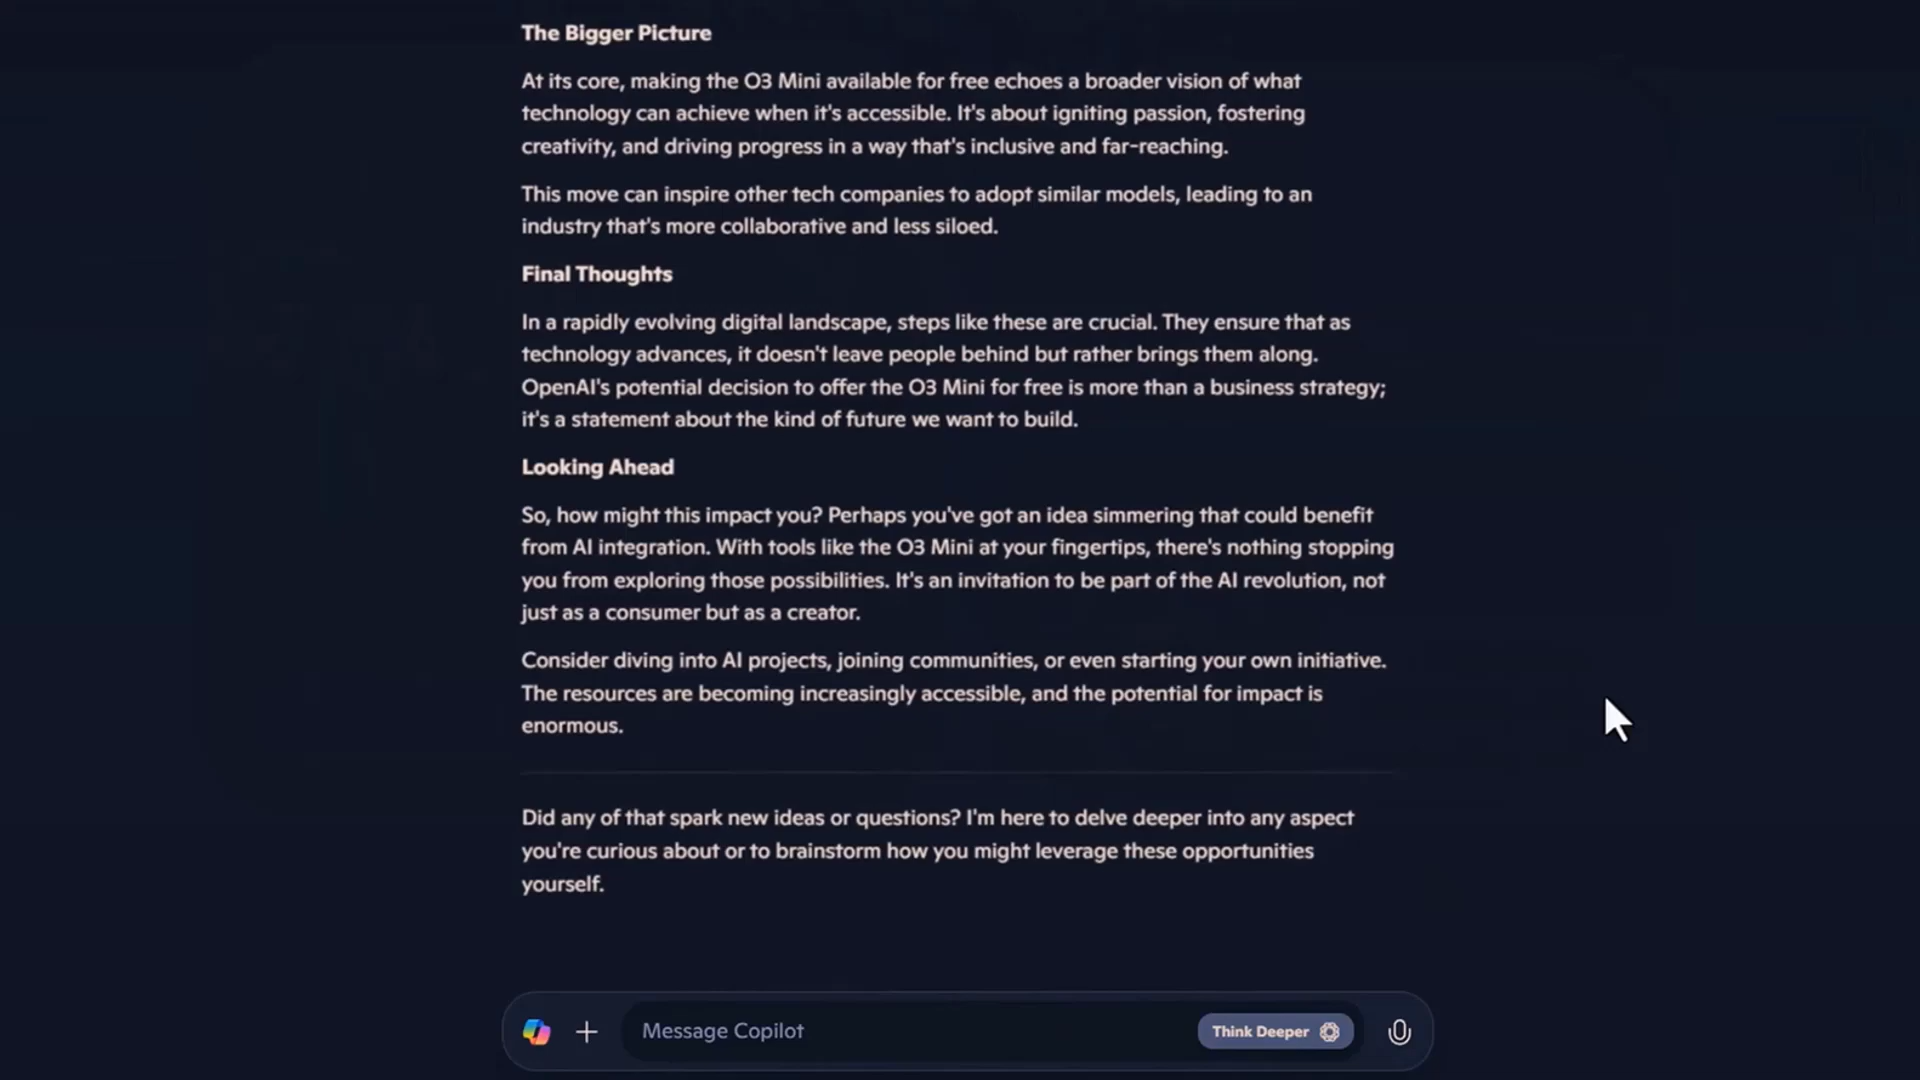 The Bigger Picture
At its core, making the O3 Mini available for free echoes a broader vision of what
technology can achieve when it's accessible. It's about igniting passion, fostering
creativity, and driving progress in a way that's inclusive and far-reaching.
This move can inspire other tech companies to adopt similar models, leading to an
industry that's more collaborative and less siloed.
Final Thoughts
In a rapidly evolving digital landscape, steps like these are crucial. They ensure that as
technology advances, it doesn't leave people behind but rather brings them along.
OpenAI's potential decision to offer the O3 Mini for free is more than a business strategy;
it's a statement about the kind of future we want to build.
Looking Ahead
So, how might this impact you? Perhaps you've got an idea simmering that could benefit
from AI integration. With tools like the O3 Mini at your fingertips, there's nothing stopping
you from exploring those possibilities. It's an invitation to be part of the AI revolution, not
just as a consumer but as a creator.
Consider diving into AI projects, joining communities, or even starting your own initiative.
The resources are becoming increasingly accessible, and the potential for impact is
enormous.
Did any of that spark new ideas or questions? I'm here to delve deeper into any aspect
you're curious about or to brainstorm how you might leverage these opportunities
yourself.
Message Copilot
Think Deeper